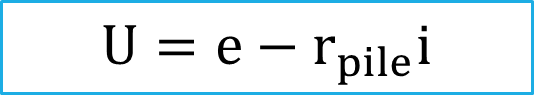 U = e − r_pile i